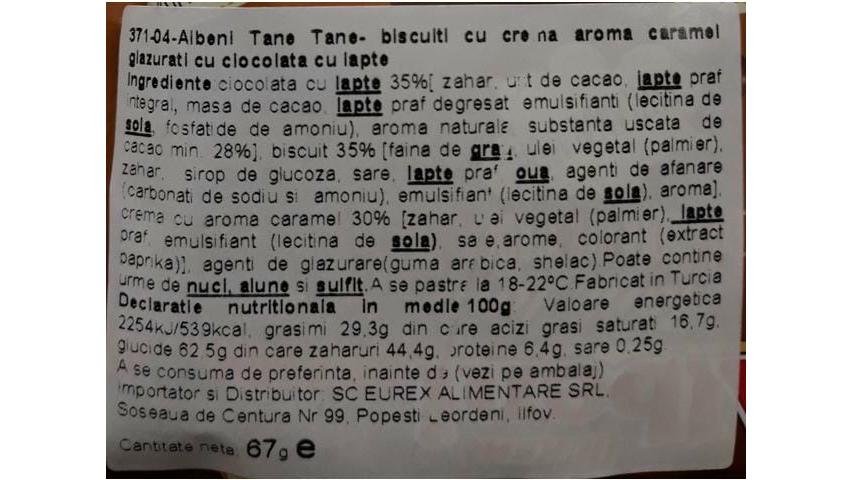 371-04-Albeni Tane Tane- biscuiti cu crema aroma caramel
glazurati cu ciocolata cu lapte
Ingrediente ciocolata cu lapte 35%[ zahar, unt de cacao, lapte praf
integral, masa de cacao, lapte praf degresat emulsifianti (lecitina de
soia, fosfatide de amoniu), aroma naturala substanta uscata de
cacao min. 28%], biscuit 35% [faina de grau, ulei vegetal (palmier),
zahar, sirop de glucoza, sare, lapte praf oua, agenti de afanare
(carbonati de sodiu si amoniu), emulsifiant (lecitina de soia), aroma],
crema cu aroma caramel 30% [zahar, ulei vegetal (palmier), lapte
praf, emulsifiant (lecitina de soia), sare,arome, colorant (extract
paprika)], agenti de glazurare(guma arabica, shelac).Poate contine
urme de nuci, alune si sulfit.A se pastra la 18-22ºC.Fabricat in Turcia
Declaratie nutritionala in medie 100g: Valoare energetica
2254kJ/539kcal, grasimi 29,3g din care acizi grasi saturati 16,7g,
glucide 62,5g din care zaharuri 44,4g, proteine 6,4g, sare 0,25g.
A se consuma de preferinta, inainte de (vezi pe ambalaj)
Importator si Distribuitor: SC EUREX ALIMENTARE SRL,
Soseaua de Centura Nr 99, Popesti Leordeni, Ilfov.
Cantitate neta: 67g e